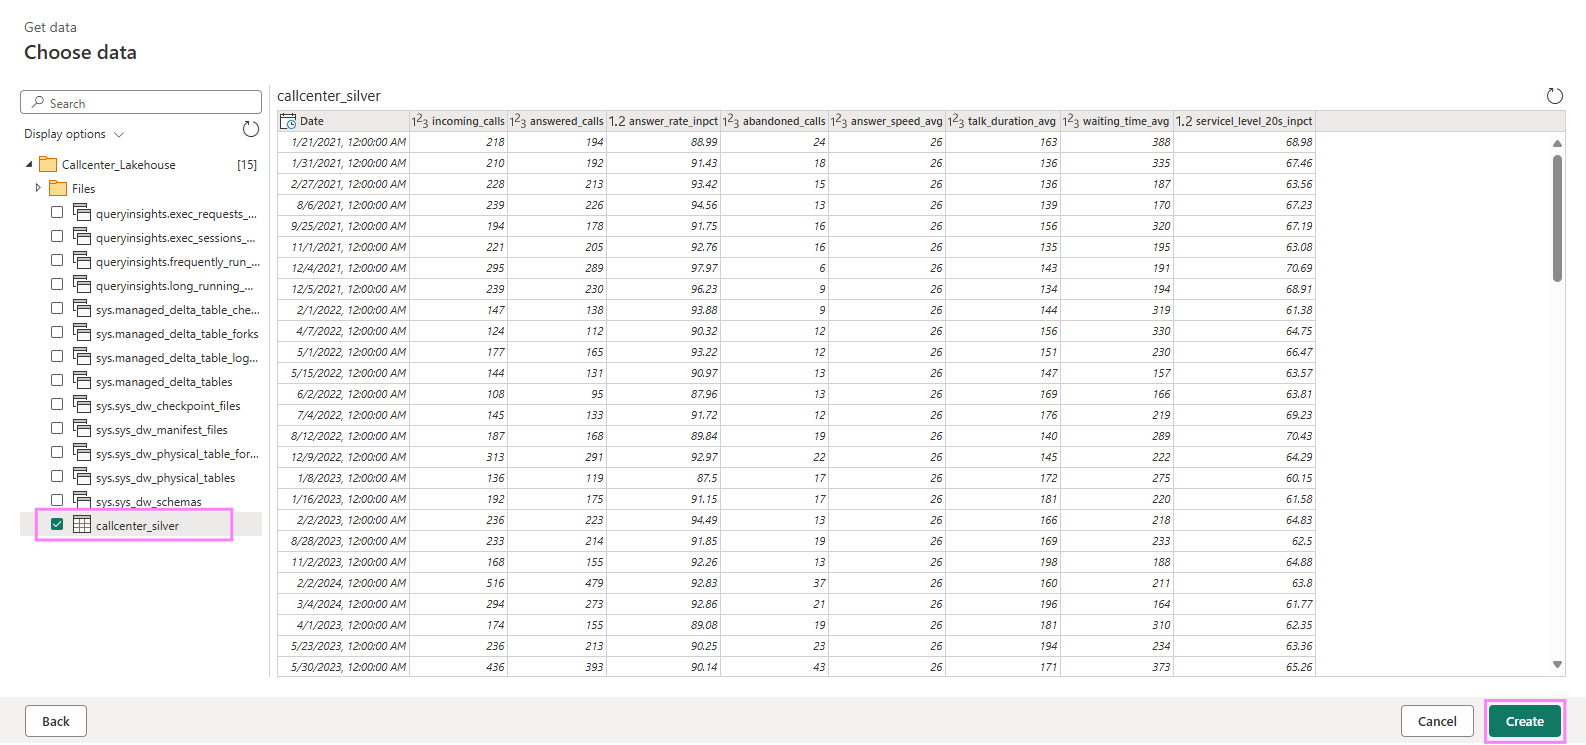 Get data
Choose data
Search
Display options
Callcenter_Lakehouse [15]
Files
queryinsights.exec_requests_...
queryinsights.exec_sessions_...
queryinsights.frequently_run_...
queryinsights.long_running_...
sys.managed_delta_table_che...
sys.managed_delta_table_forks
sys.managed_delta_table_log...
sys.managed_delta_tables
sys.sys_dw_checkpoint_files
sys.sys_dw_manifest_files
sys.sys_dw_physical_table_for...
sys.sys_dw_physical_tables
sys.sys_dw_schemas
callcenter_silver
callcenter_silver
Date 1²3 incoming_calls 1²3 answered_calls 1.2 answer_rate_inpct 1²3 abandoned_calls 1²3 answer_speed_avg 1²3 talk_duration_avg 1²3 waiting_time_avg 1.2 servicel_level_20s_inpct
1/21/2021, 12:00:00 AM 218 194 88.99 24 26 163 388 68.98
1/31/2021, 12:00:00 AM 210 192 91.43 18 26 136 335 67.46
2/27/2021, 12:00:00 AM 228 213 93.42 15 26 136 187 63.56
8/6/2021, 12:00:00 AM 239 226 94.56 13 26 139 170 67.23
9/25/2021, 12:00:00 AM 194 178 91.75 16 26 156 320 67.19
11/1/2021, 12:00:00 AM 221 205 92.76 16 26 135 195 63.08
12/4/2021, 12:00:00 AM 295 289 97.97 6 26 143 191 70.69
12/5/2021, 12:00:00 AM 239 230 96.23 9 26 134 194 68.91
2/1/2022, 12:00:00 AM 147 138 93.88 9 26 144 319 61.38
4/7/2022, 12:00:00 AM 124 112 90.32 12 26 156 330 64.75
5/1/2022, 12:00:00 AM 177 165 93.22 12 26 151 230 66.47
5/15/2022, 12:00:00 AM 144 131 90.97 13 26 147 157 63.57
6/2/2022, 12:00:00 AM 108 95 87.96 13 26 169 166 63.81
7/4/2022, 12:00:00 AM 145 133 91.72 12 26 176 219 69.23
8/12/2022, 12:00:00 AM 187 168 89.84 19 26 140 289 70.43
12/9/2022, 12:00:00 AM 313 291 92.97 22 26 145 222 64.29
1/8/2023, 12:00:00 AM 136 119 87.5 17 26 172 275 60.15
1/16/2023, 12:00:00 AM 192 175 91.15 17 26 181 220 61.58
2/2/2023, 12:00:00 AM 236 223 94.49 13 26 166 218 64.83
8/28/2023, 12:00:00 AM 233 214 91.85 19 26 169 233 62.5
11/2/2023, 12:00:00 AM 168 155 92.26 13 26 198 188 64.88
2/2/2024, 12:00:00 AM 516 479 92.83 37 26 160 211 63.8
3/4/2024, 12:00:00 AM 294 273 92.86 21 26 196 164 61.77
4/1/2023, 12:00:00 AM 174 155 89.08 19 26 181 310 62.35
5/23/2023, 12:00:00 AM 236 213 90.25 23 26 194 234 63.36
5/30/2023, 12:00:00 AM 436 393 90.14 43 26 171 373 65.26
Back
Cancel
Create